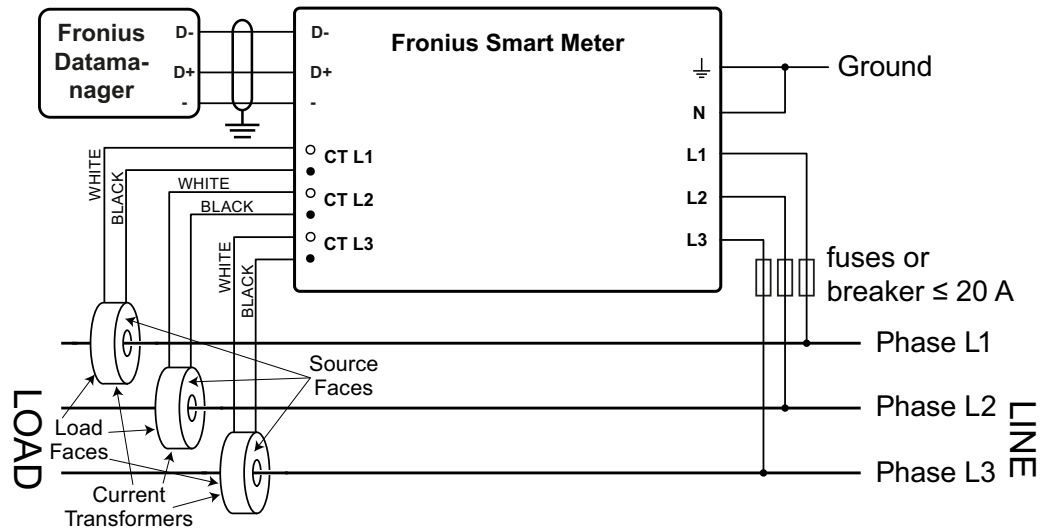 Fronius
Datama-
nager
D-
D+
-
D-
D+
-
Fronius Smart Meter
Ground
N
L1
L2
L3
CT L1
CT L2
CT L3
WHITE
BLACK
WHITE
BLACK
WHITE
BLACK
fuses or
breaker ≤ 20 A
Phase L1
Phase L2
Phase L3
Source
Faces
Load
Faces
Current
Transformers
LOAD
LINE